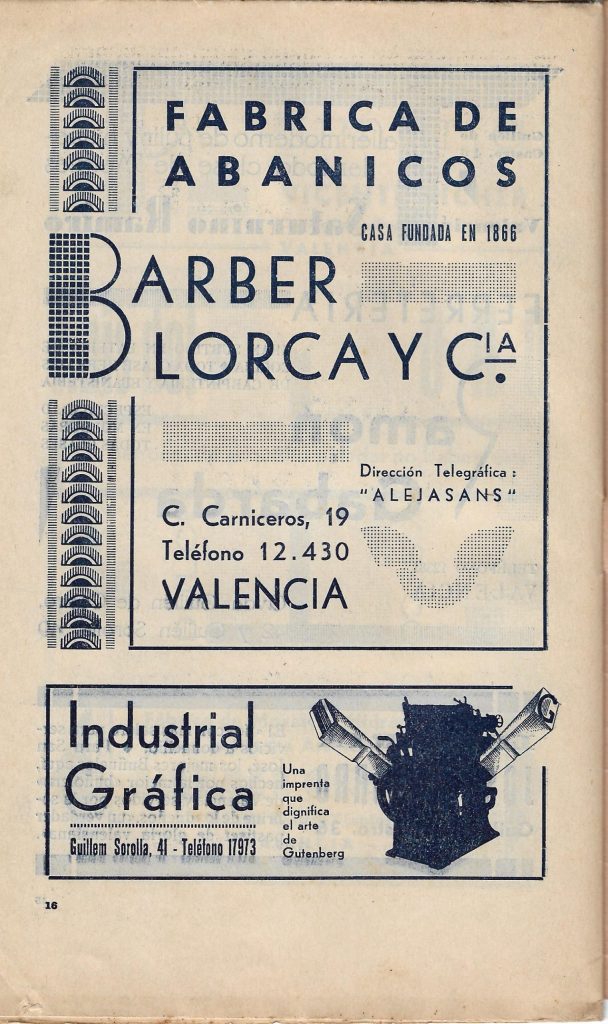 FABRICA DE
ABANICOS
CASA FUNDADA EN 1866
BARBER
LLORCA Y C.IA
Dirección Telegráfica:
"ALEJASANS"
C. Carniceros, 19
Teléfono 12.430
VALENCIA
Industrial
Gráfica
Guillem Sorolla, 41 - Teléfono 17973
Una
imprenta
que
dignifica
el arte
de
Gutenberg
G
16